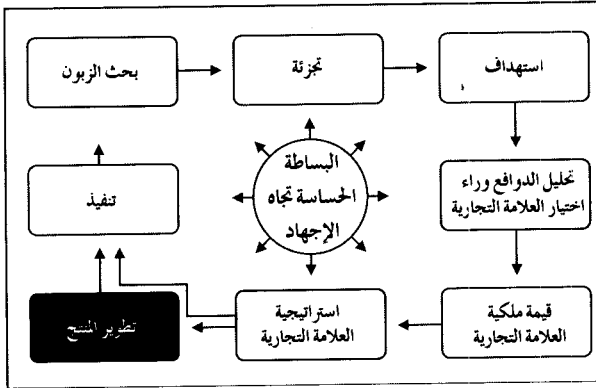 بحث الزبون
تجزئة
استهداف
تحليل الدوافع وراء
اختيار العلامة التجارية
قيمة ملكية
العلامة التجارية
استراتيجية
العلامة التجارية
تطوير المنتج
تنفيذ
البساطة
الحساسة تجاه
الإجهاد